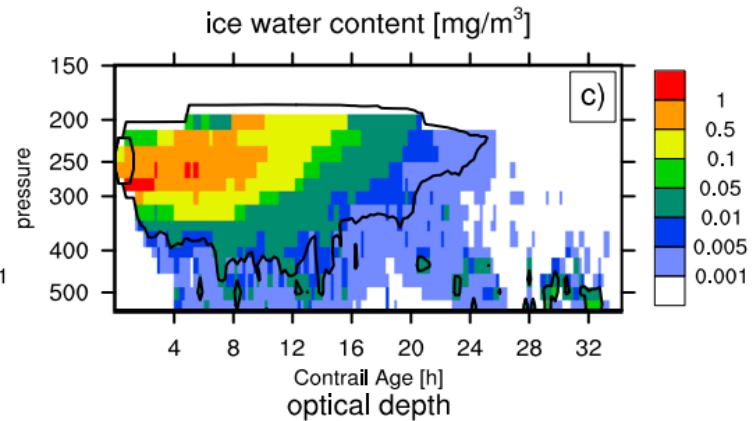 ice water content [mg/m³]
150
200
250
300
400
500
pressure
c)
1
0.5
0.1
0.05
0.01
0.005
0.001
1
4 8 12 16 20 24 28 32
Contrail Age [h]
optical depth